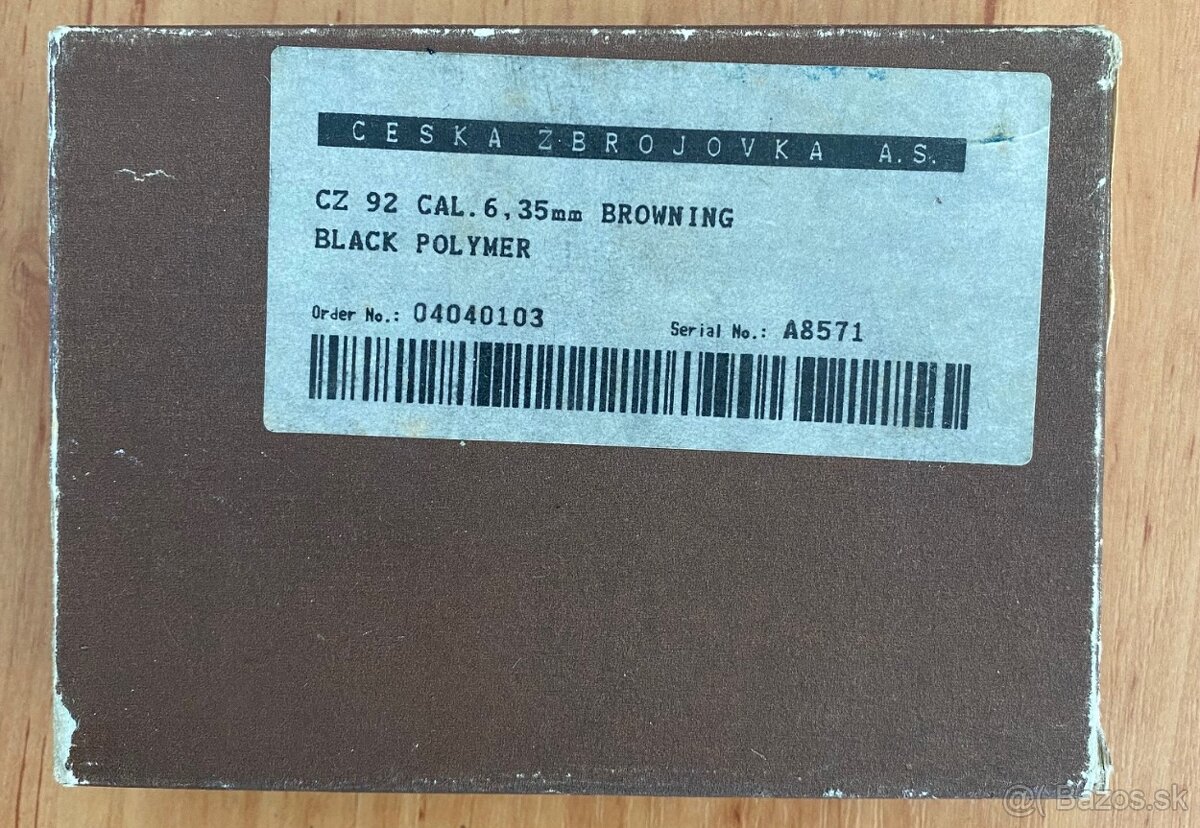 CESKA ZBROJOVKA A.S.
CZ 92 CAL.6,35mm BROWNING
BLACK POLYMER
Order No.: 04040103
Serial No.: A8571
@( Bazos.sk